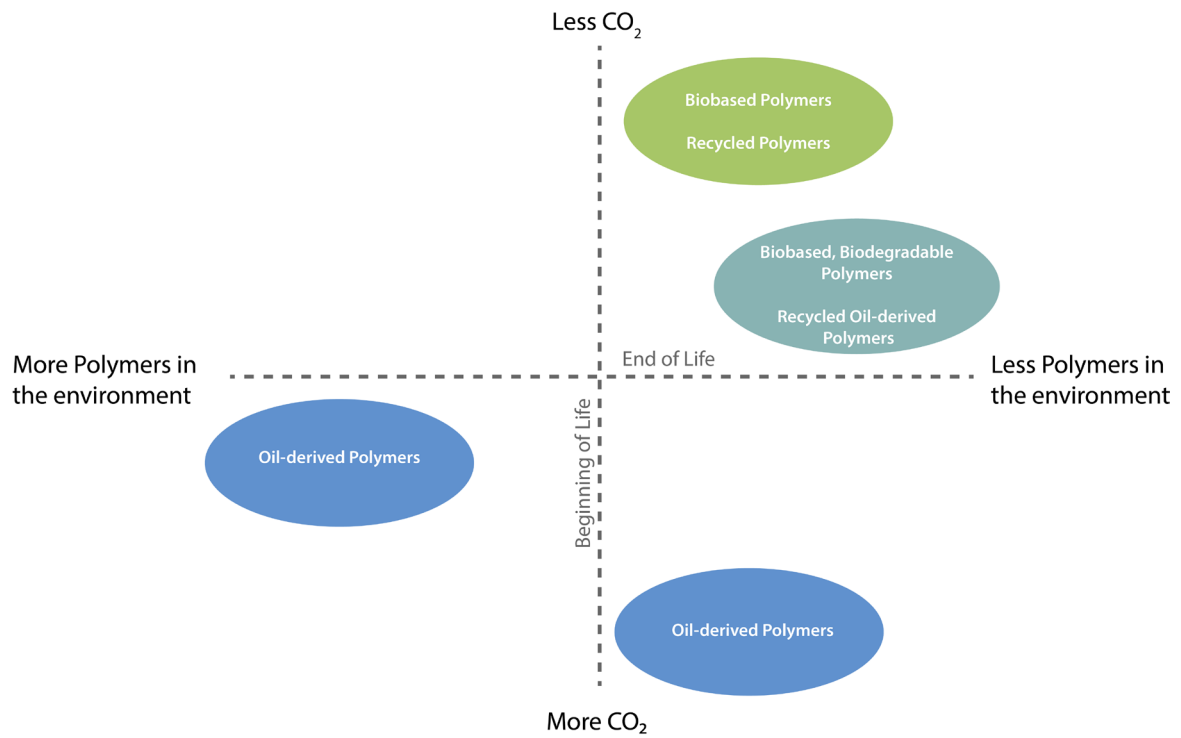 Less CO₂
Biobased Polymers
Recycled Polymers
Biobased, Biodegradable
Polymers
Recycled Oil-derived
Polymers
End of Life
More Polymers in
the environment
Less Polymers in
the environment
Beginning of Life
Oil-derived Polymers
Oil-derived Polymers
More CO₂